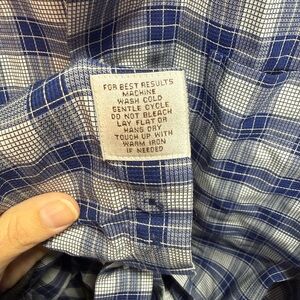 FOR BEST RESULTS
MACHINE
WASH COLD
GENTLE CYCLE
DO NOT BLEACH
LAY FLAT OR
HANG DRY
TOUCH UP WITH
WARM IRON
IF NEEDED